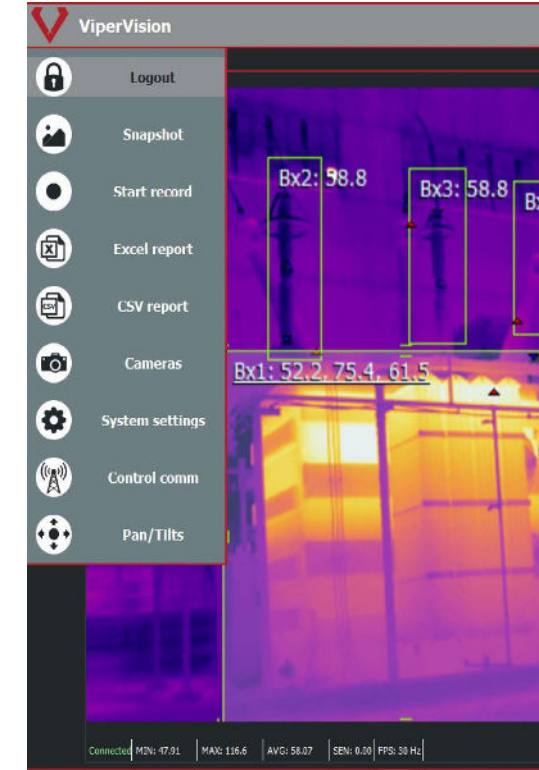 ViperVision
Logout
Snapshot
Start record
Excel report
CSV report
Cameras
System settings
Control comm
Pan/Tilts
Bx2: 58.8
Bx3: 58.8
Bx
Bx1: 52.2, 75.4, 61.5
Connected MIN: 47.91 MAX: 116.6 AVG: 58.07 SEN: 0.00 FPS: 30 Hz